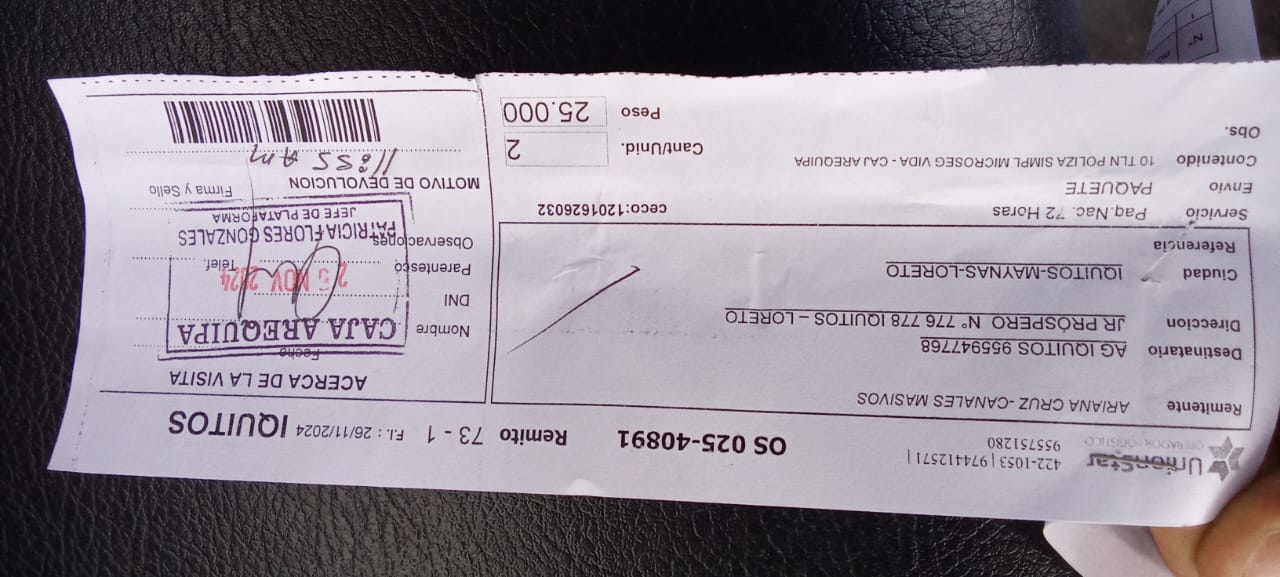 UnionStar
OPERADOR LOGÍSTICO
422-1053 | 974412571 |
955751280
OS 025-40891
Remito 73 - 1 F.I. : 26/11/2024 IQUITOS
Remitente ARIANA CRUZ- CANALES MASIVOS
Destinatario AG IQUITOS 955947768
Direccion JR PRÓSPERO N° 776 778 IQUITOS – LORETO
Ciudad IQUITOS-MAYNAS-LORETO
Referencia
Servicio Paq.Nac. 72 Horas ceco:1201626032
Envio PAQUETE
Contenido 10 TLN POLIZA SIMPL MICROSEG VIDA - CAJ AREQUIPA
Obs.
Cant/Unid. 2
Peso 25.000
ACERCA DE LA VISITA
Fecha
Nombre
DNI
Parentesco Telef.
Observaciones
CAJA AREQUIPA
NOV 2024
PATRICIA FLORES GONZALES
JEFE DE PLATAFORMA
MOTIVO DE DEVOLUCION Firma y Sello
11:55 Am
N°
1